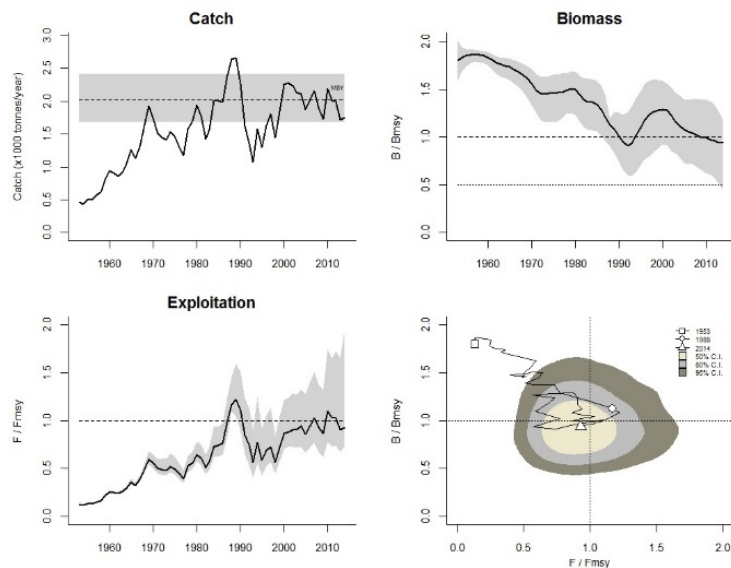 Catch
Catch (x1000 tonnes/year)
3.0
2.5
2.0
1.5
1.0
0.5
0.0
MSY
1960 1970 1980 1990 2000 2010
Biomass
B / Bmsy
2.0
1.5
1.0
0.5
0.0
1960 1970 1980 1990 2000 2010
Exploitation
F / Fmsy
2.0
1.5
1.0
0.5
0.0
1960 1970 1980 1990 2000 2010
B / Bmsy
2.0
1.5
1.0
0.5
0.0
1953
1988
2014
50% C.I.
80% C.I.
95% C.I.
0.0 0.5 1.0 1.5 2.0
F / Fmsy